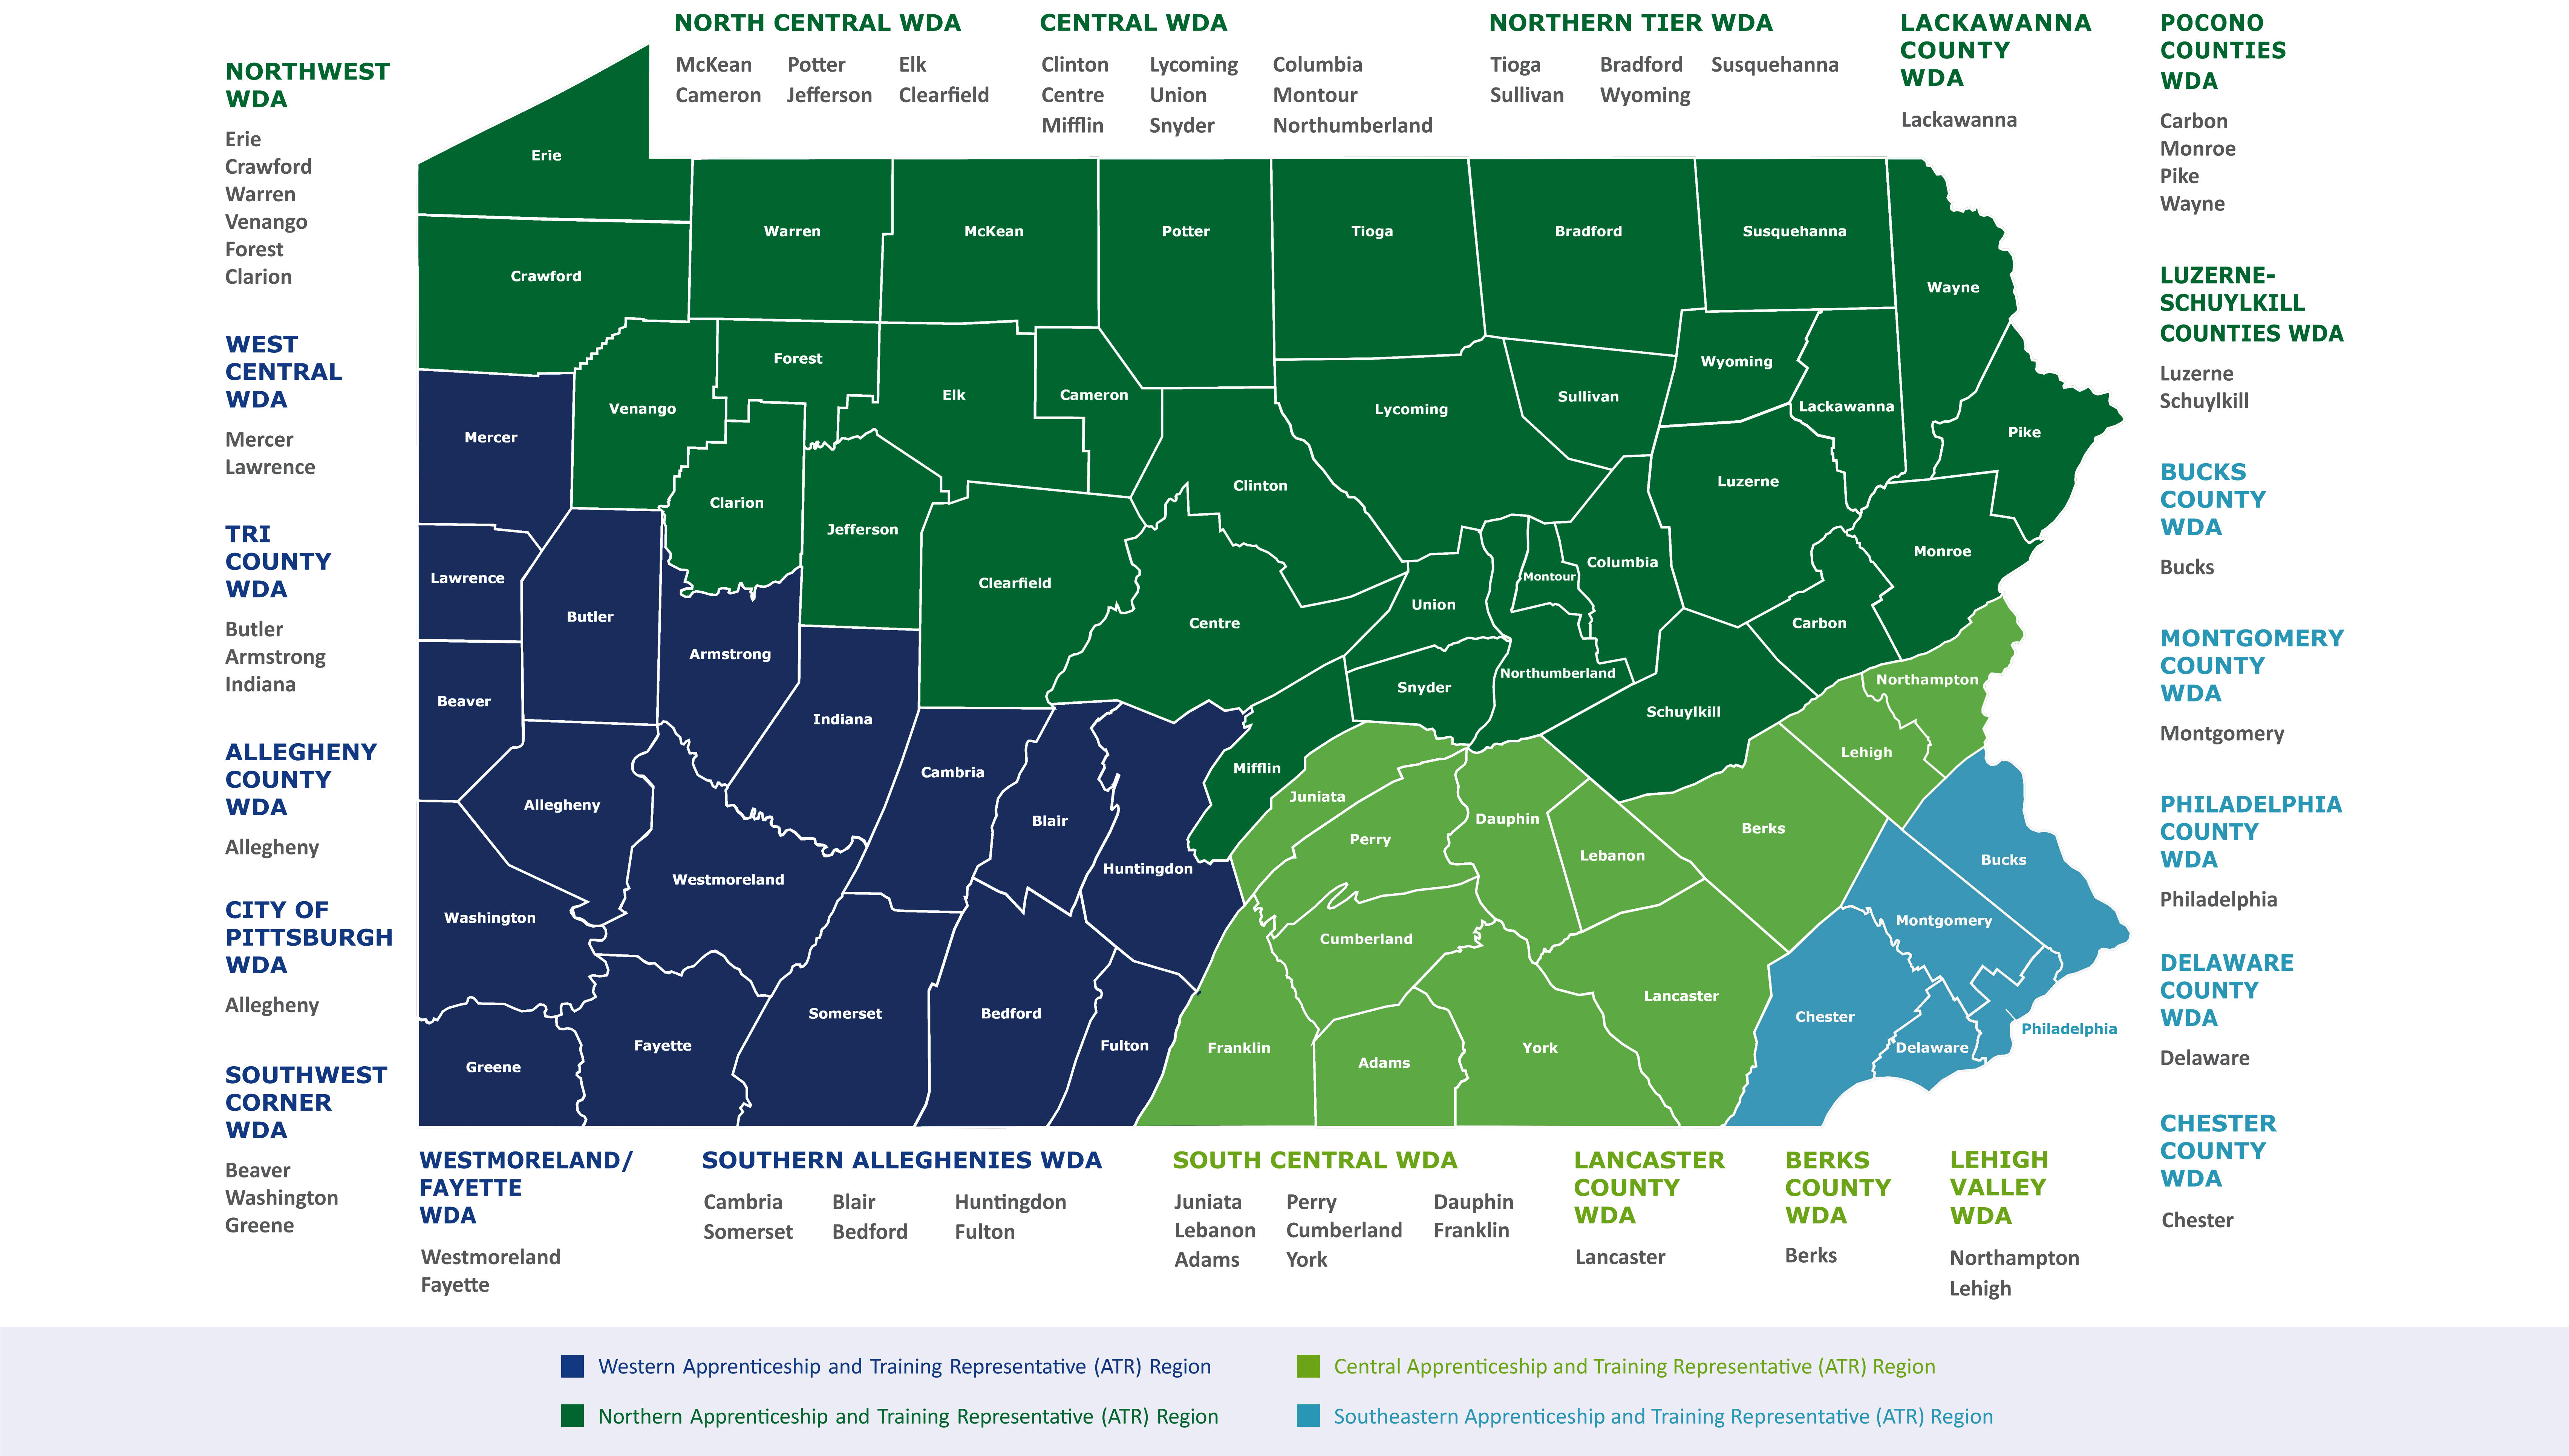 NORTHWEST
WDA
Erie
Crawford
Warren
Venango
Forest
Clarion
WEST
CENTRAL
WDA
Mercer
Lawrence
TRI
COUNTY
WDA
Butler
Armstrong
Indiana
ALLEGHENY
COUNTY
WDA
Allegheny
CITY OF
PITTSBURGH
WDA
Allegheny
SOUTHWEST
CORNER
WDA
Beaver
Washington
Greene
NORTH CENTRAL WDA
McKean Potter Elk
Cameron Jefferson Clearfield
CENTRAL WDA
Clinton Lycoming Columbia
Centre Union Montour
Mifflin Snyder Northumberland
NORTHERN TIER WDA
Tioga Bradford Susquehanna
Sullivan Wyoming
LACKAWANNA
COUNTY
WDA
Lackawanna
POCONO
COUNTIES
WDA
Carbon
Monroe
Pike
Wayne
LUZERNE-
SCHUYLKILL
COUNTIES WDA
Luzerne
Schuylkill
BUCKS
COUNTY
WDA
Bucks
MONTGOMERY
COUNTY
WDA
Montgomery
PHILADELPHIA
COUNTY
WDA
Philadelphia
DELAWARE
COUNTY
WDA
Delaware
CHESTER
COUNTY
WDA
Chester
Erie
Warren
McKean
Potter
Tioga
Bradford
Susquehanna
Crawford
Wayne
Forest
Wyoming
Venango
Elk
Cameron
Lycoming
Sullivan
Lackawanna
Mercer
Pike
Clarion
Clinton
Luzerne
Jefferson
Monroe
Lawrence
Clearfield
Montour
Columbia
Butler
Centre
Union
Carbon
Armstrong
Beaver
Snyder
Northumberland
Northampton
Indiana
Schuylkill
Cambria
Mifflin
Lehigh
Allegheny
Blair
Juniata
Dauphin
Perry
Berks
Westmoreland
Huntingdon
Lebanon
Bucks
Washington
Cumberland
Montgomery
Lancaster
Somerset
Bedford
Chester
Philadelphia
Greene
Fayette
Fulton
Franklin
Adams
York
Delaware
WESTMORELAND/
FAYETTE
WDA
Westmoreland
Fayette
SOUTHERN ALLEGHENIES WDA
Cambria Blair Huntingdon
Somerset Bedford Fulton
SOUTH CENTRAL WDA
Juniata Perry Dauphin
Lebanon Cumberland Franklin
Adams York
LANCASTER
COUNTY
WDA
Lancaster
BERKS
COUNTY
WDA
Berks
LEHIGH
VALLEY
WDA
Northampton
Lehigh
Western Apprenticeship and Training Representative (ATR) Region
Central Apprenticeship and Training Representative (ATR) Region
Northern Apprenticeship and Training Representative (ATR) Region
Southeastern Apprenticeship and Training Representative (ATR) Region